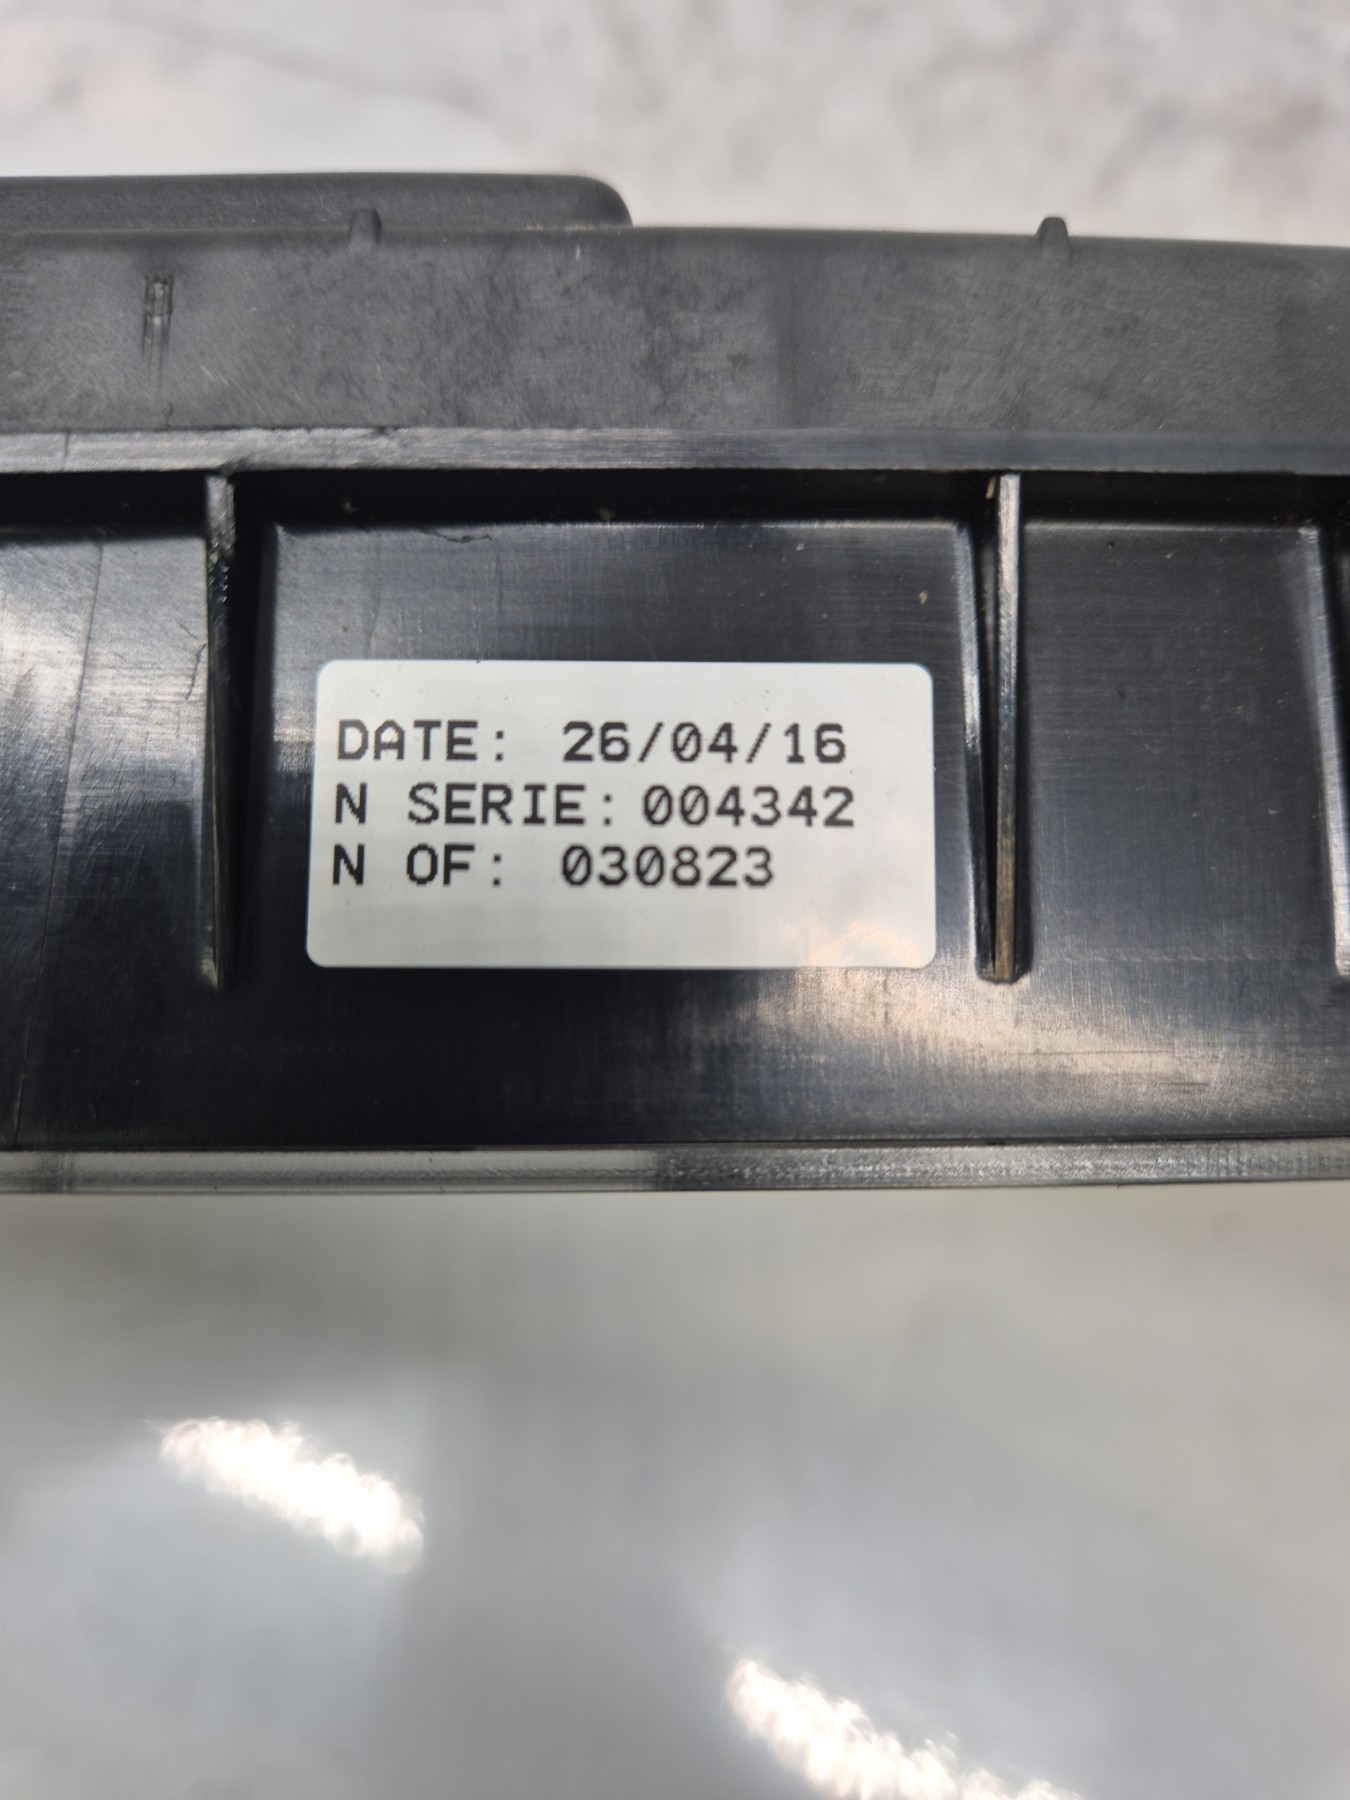 DATE: 26/04/16
N SERIE: 004342
N OF: 030823